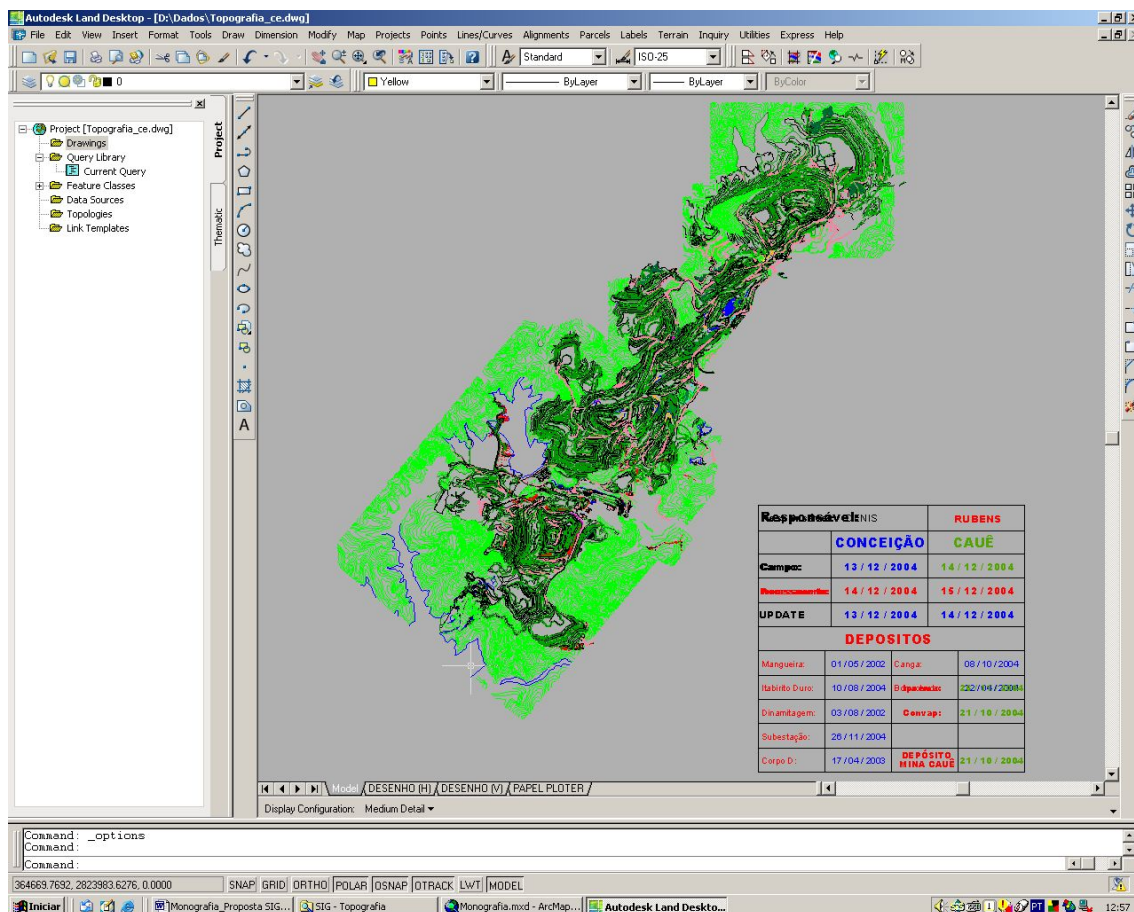 Autodesk Land Desktop - [D:\Dados\Topografia_ce.dwg]
File Edit View Insert Format Tools Draw Dimension Modify Map Projects Points Lines/Curves Alignments Parcels Labels Terrain Inquiry Utilities Express Help
Standard ISO-25
0 Yellow ByLayer ByLayer ByColor
Project [Topografia_ce.dwg]
Drawings
Query Library
Current Query
Feature Classes
Data Sources
Topologies
Link Templates
Project
Thematic
A
Responsável: NIS RUBENS
CONCEIÇÃO CAUÊ
Campo: 13 / 12 / 2004 14 / 12 / 2004
14 / 12 / 2004 15 / 12 / 2004
UPDATE 13 / 12 / 2004 14 / 12 / 2004
DEPOSITOS
Mangueira: 01/05/2002 Canga: 08/10/2004
Itabirito Duro: 10/08/2004
Dinamitagem: 03/08/2002 Convap: 21 / 10 / 2004
Subestação: 26/11/2004
Corpo D: 17/04/2003 DEPÓSITO MINA CAUÊ 21 / 10 / 2004
Model DESENHO (H) DESENHO (V) PAPEL PLOTER
Display Configuration: Medium Detail
Command: _options
Command:
Command:
364669.7692, 2823983.6276, 0.0000 SNAP GRID ORTHO POLAR OSNAP OTRACK LWT MODEL
Iniciar Monografia_Proposta SIG... SIG - Topografia Monografia.mxd - ArcMap... Autodesk Land Deskto... PT 12:57